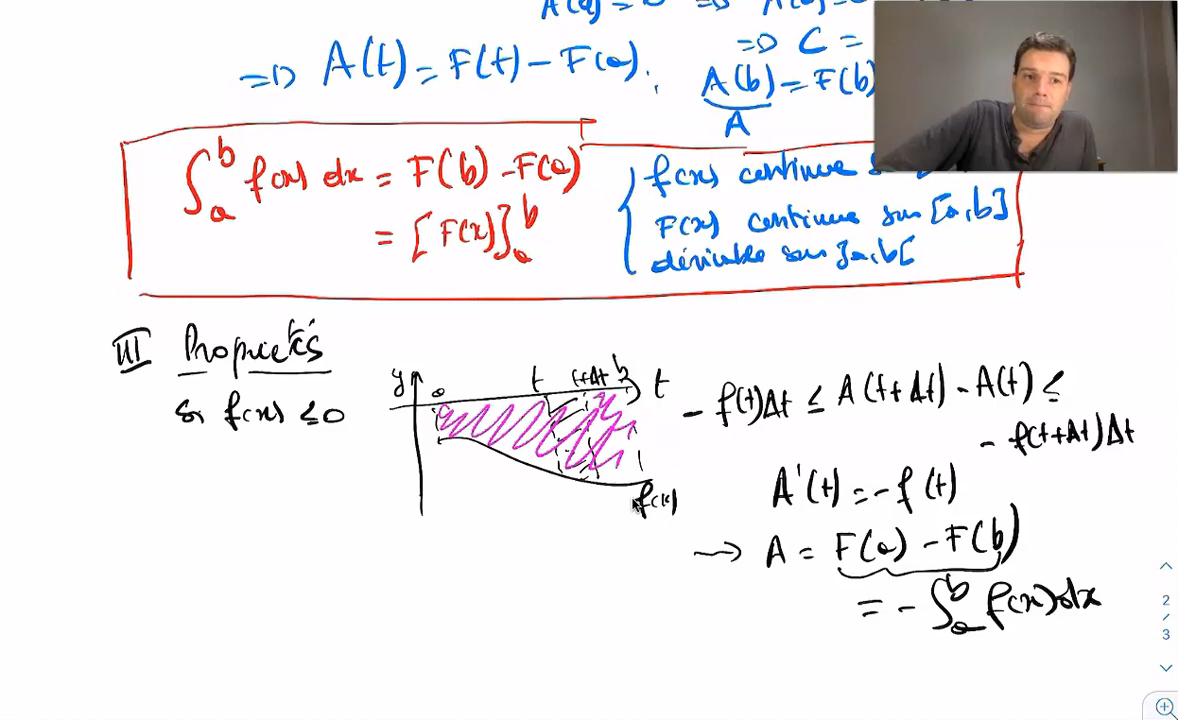 => A(t) = F(t) - F(a).
=> C =
A(b) = F(b)
A
∫_a^b f(x) dx = F(b) - F(a)
= [F(x)]_a^b
f(x) continue
F(x) continue sur [a,b]
dérivable sur ]a,b[
III Propriétés
Si f(x) ≤ 0
y a t t+Δt b t
f(x)
- f(t)Δt ≤ A(t+Δt) - A(t) ≤
- f(t+Δt)Δt
A'(t) = - f(t)
→ A = F(a) - F(b)
= - ∫_a^b f(x) dx
2
/
3